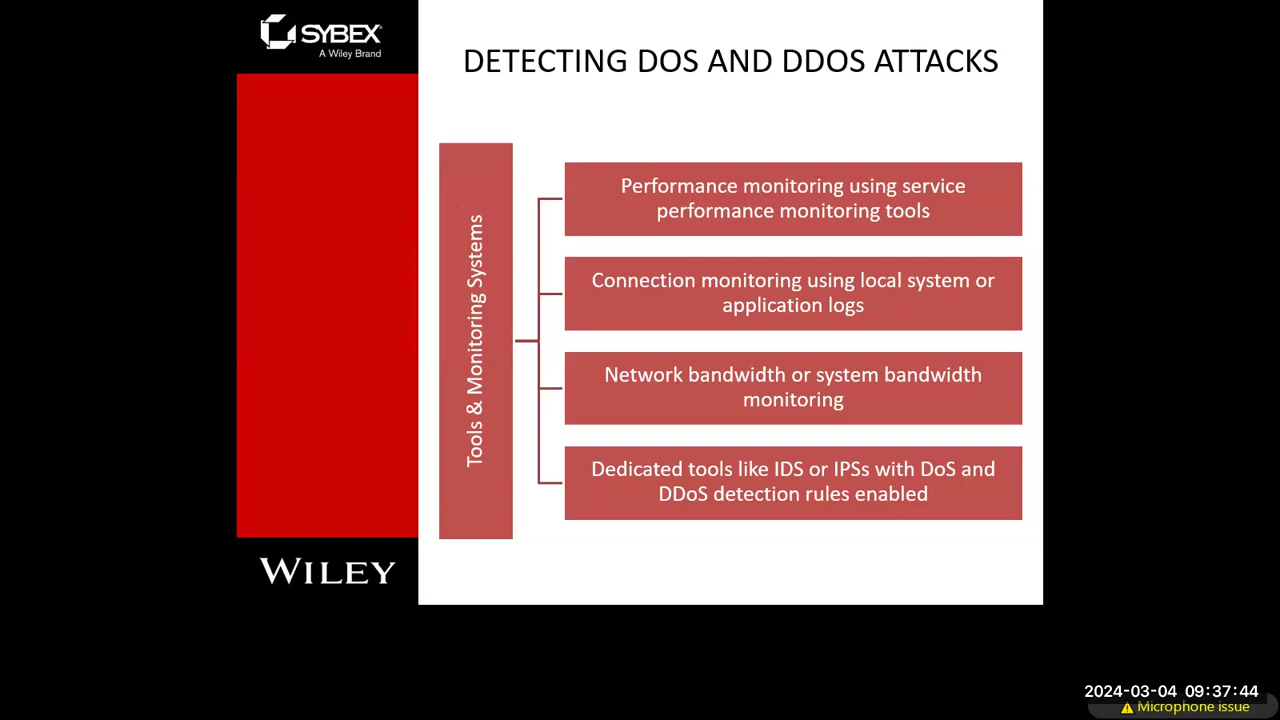 SYBEX
A Wiley Brand
DETECTING DOS AND DDOS ATTACKS
Tools & Monitoring Systems
Performance monitoring using service
performance monitoring tools
Connection monitoring using local system or
application logs
Network bandwidth or system bandwidth
monitoring
Dedicated tools like IDS or IPSs with DoS and
DDoS detection rules enabled
WILEY
2024-03-04 09:37:44
Microphone issue